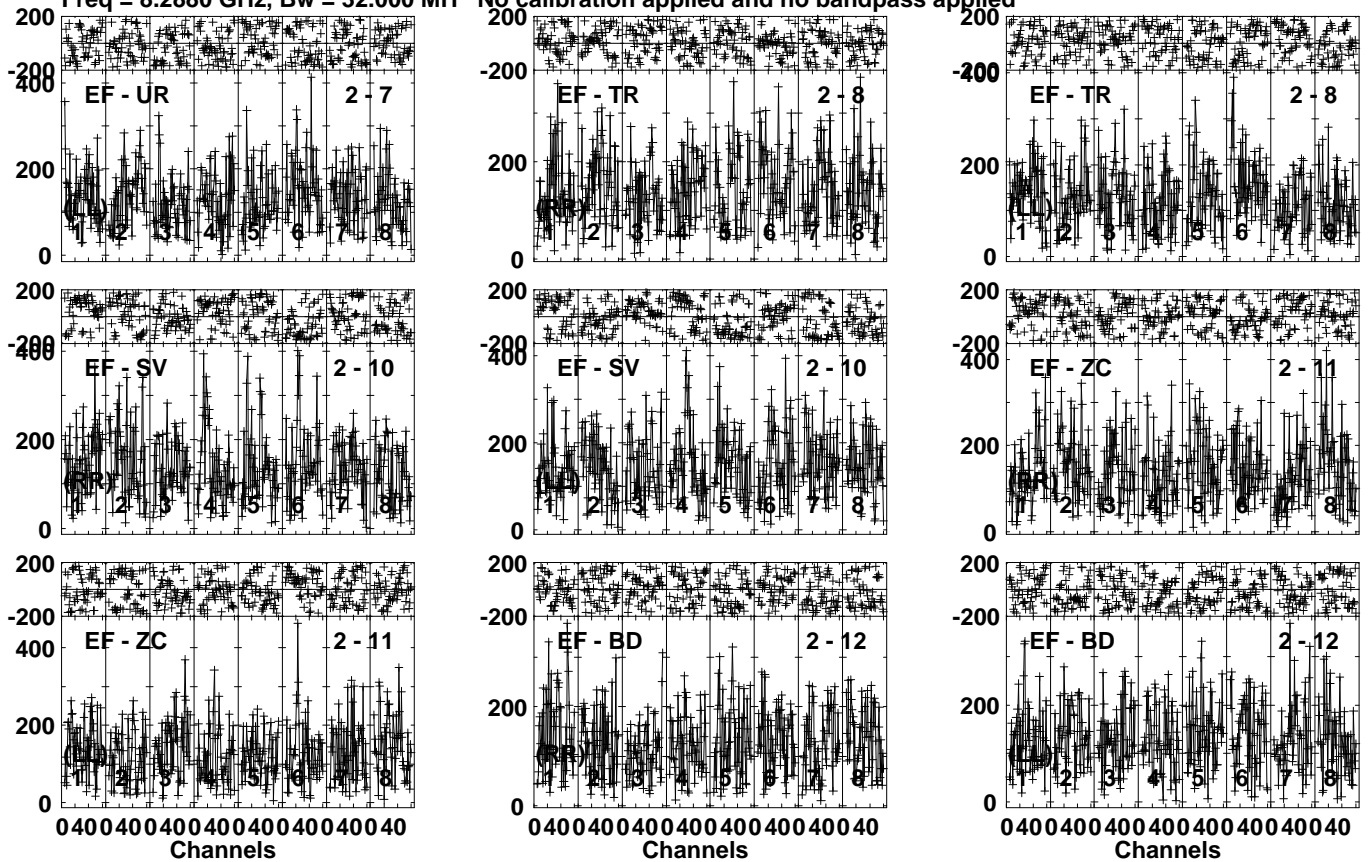 Freq = 8.2880 GHz, Bw = 32.000 MH No calibration applied and no bandpass applied
200 200 200
-200 -200 -200
400 400
EF - UR 2 - 7 EF - TR 2 - 8 EF - TR 2 - 8
200 200 200
(LL) (RR) (LL)
1 2 3 4 5 6 7 8 1 2 3 4 5 6 7 8 1 2 3 4 5 6 7 8
0 0 0
200 200 200
-200 -200 -200
400 400 400
EF - SV 2 - 10 EF - SV 2 - 10 EF - ZC 2 - 11
200 200 200
(RR) (LL) (RR)
1 2 3 4 5 6 7 8 1 2 3 4 5 6 7 8 1 2 3 4 5 6 7 8
0 0 0
200 200 200
-200 -200 -200
EF - ZC 2 - 11 EF - BD 2 - 12 EF - BD 2 - 12
400
200 200 200
(LL) (RR) (LL)
1 2 3 4 5 6 7 8 1 2 3 4 5 6 7 8 1 2 3 4 5 6 7 8
0 0 0
0 40 0 40 0 40 0 40 0 40 0 40 0 40 0 40 0 40 0 40 0 40 0 40 0 40 0 40 0 40 0 40 0 40 0 40 0 40 0 40 0 40 0 40 0 40 0 40
Channels Channels Channels